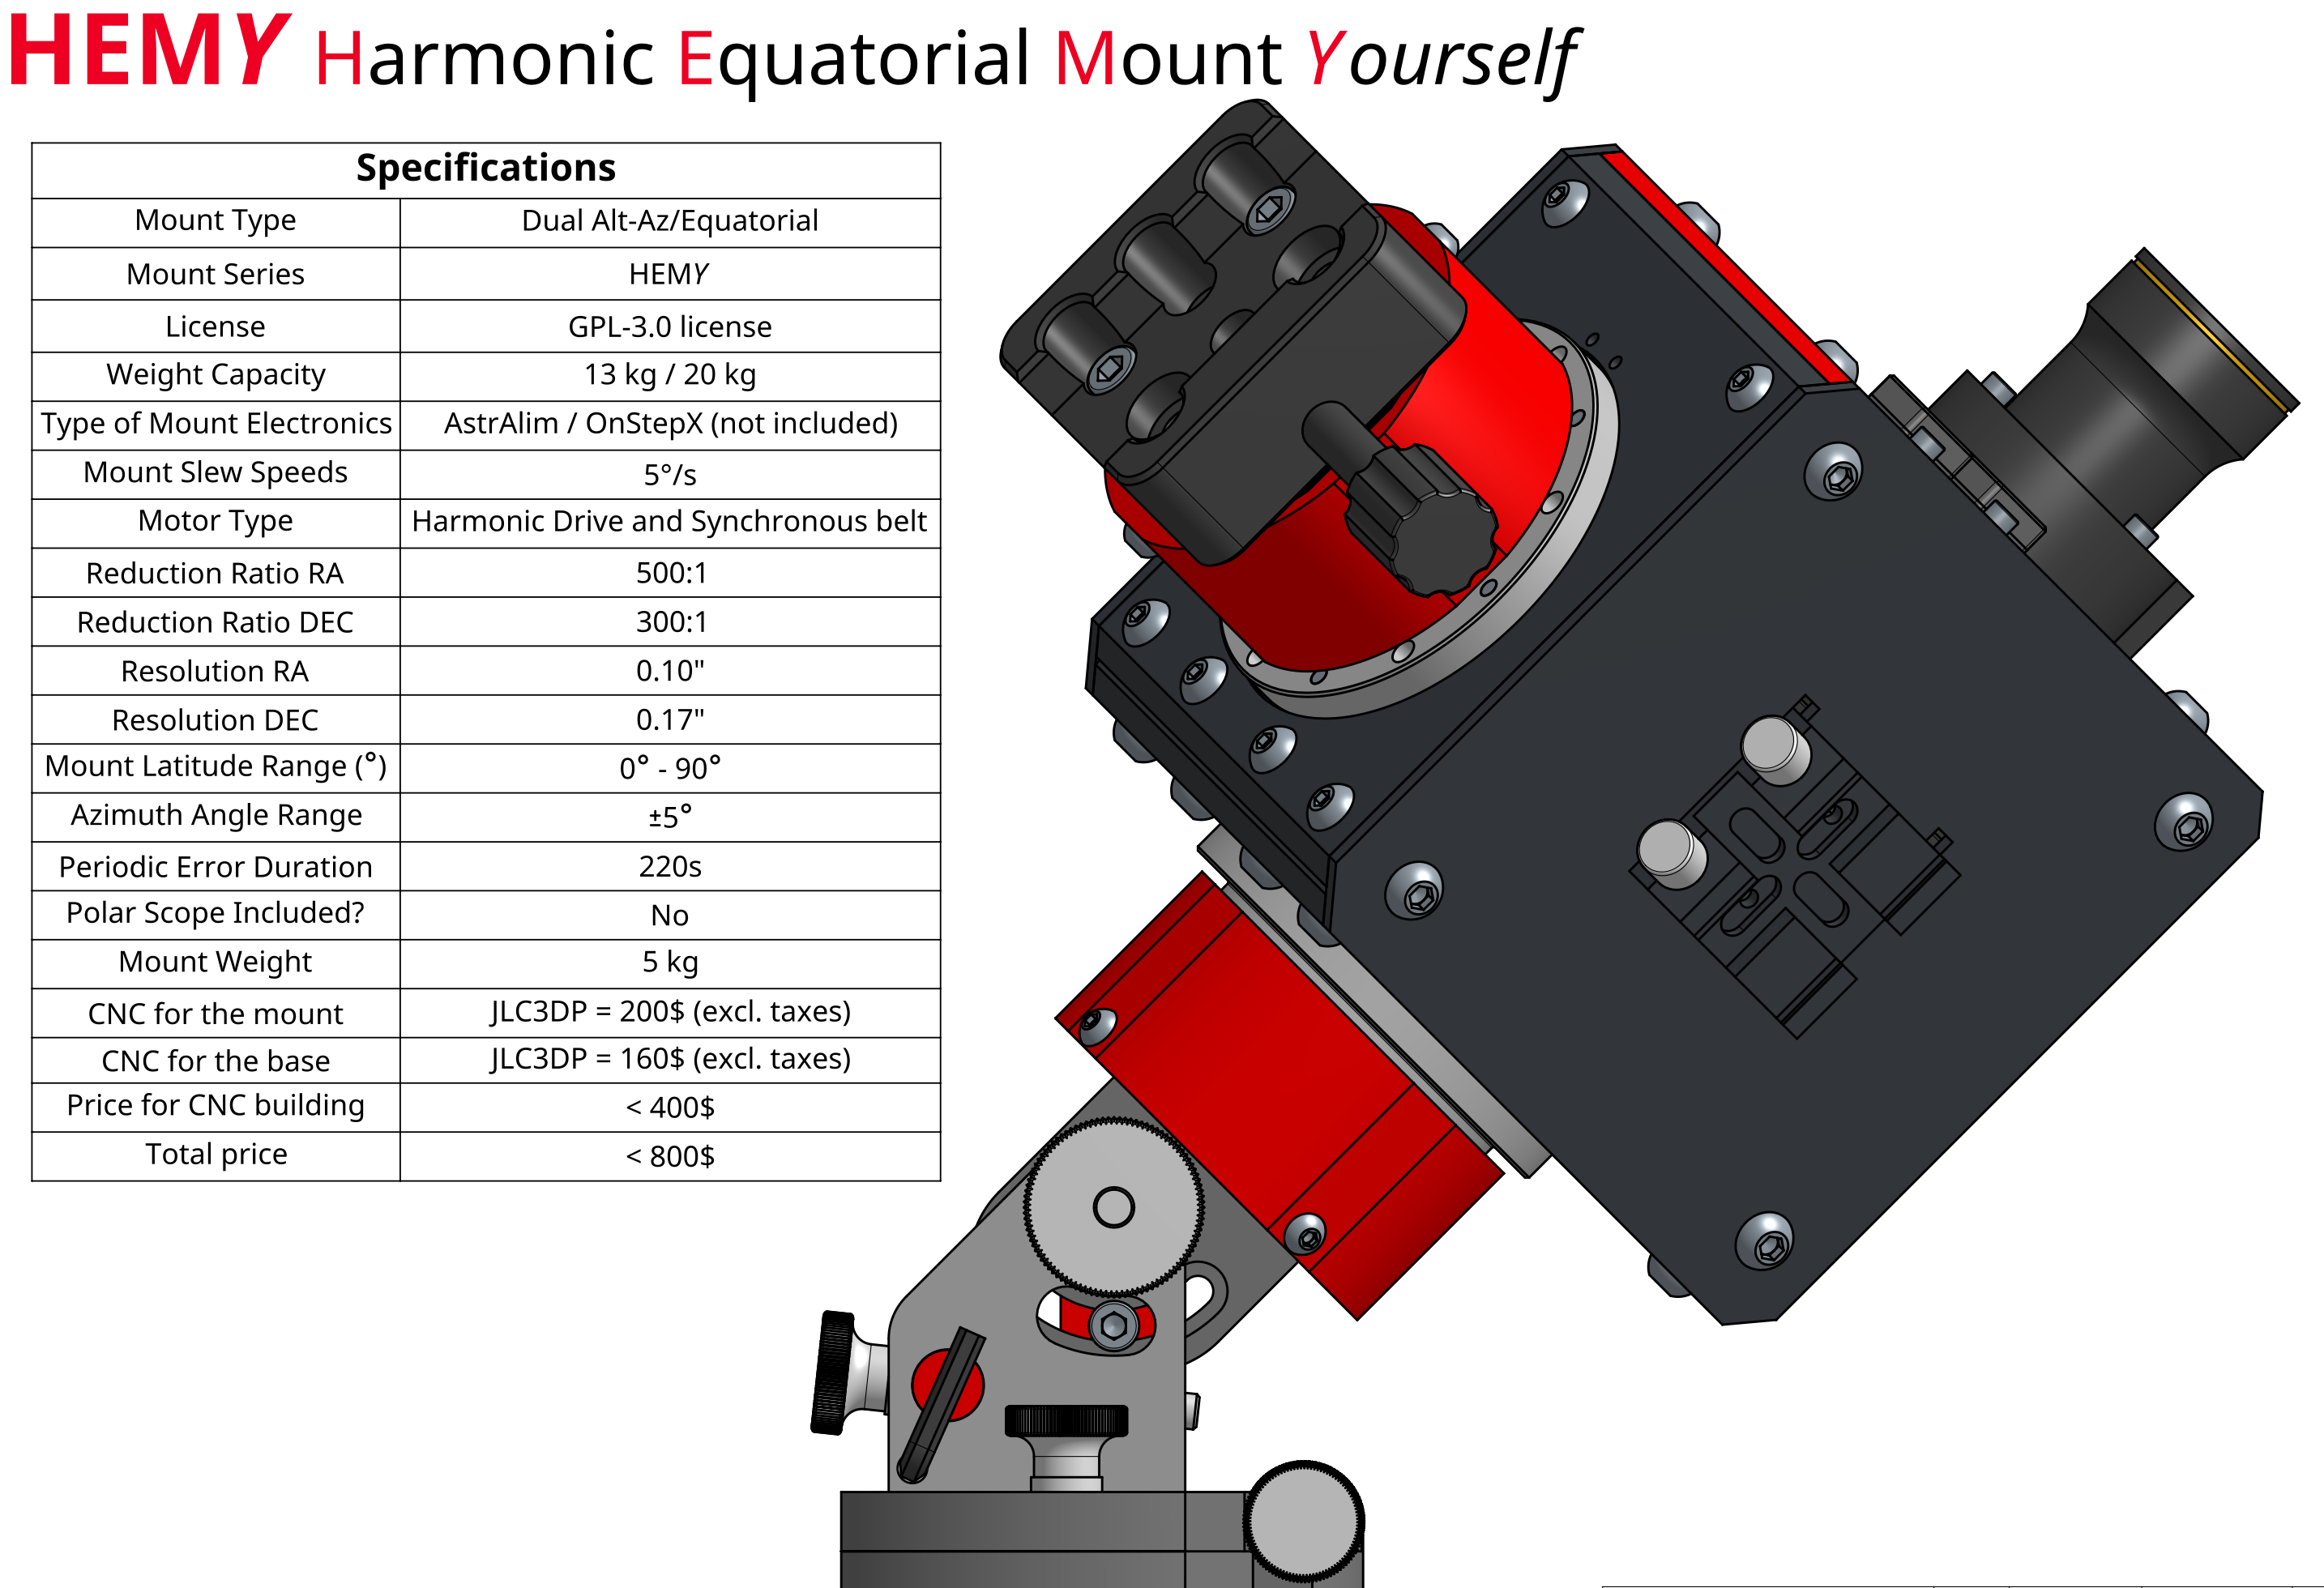 HEMY Harmonic Equatorial Mount Yourself
Specifications
Mount Type Dual Alt-Az/Equatorial
Mount Series HEMY
License GPL-3.0 license
Weight Capacity 13 kg / 20 kg
Type of Mount Electronics AstrAlim / OnStepX (not included)
Mount Slew Speeds 5°/s
Motor Type Harmonic Drive and Synchronous belt
Reduction Ratio RA 500:1
Reduction Ratio DEC 300:1
Resolution RA 0.10"
Resolution DEC 0.17"
Mount Latitude Range (°) 0° - 90°
Azimuth Angle Range ±5°
Periodic Error Duration 220s
Polar Scope Included? No
Mount Weight 5 kg
CNC for the mount JLC3DP = 200$ (excl. taxes)
CNC for the base JLC3DP = 160$ (excl. taxes)
Price for CNC building < 400$
Total price < 800$